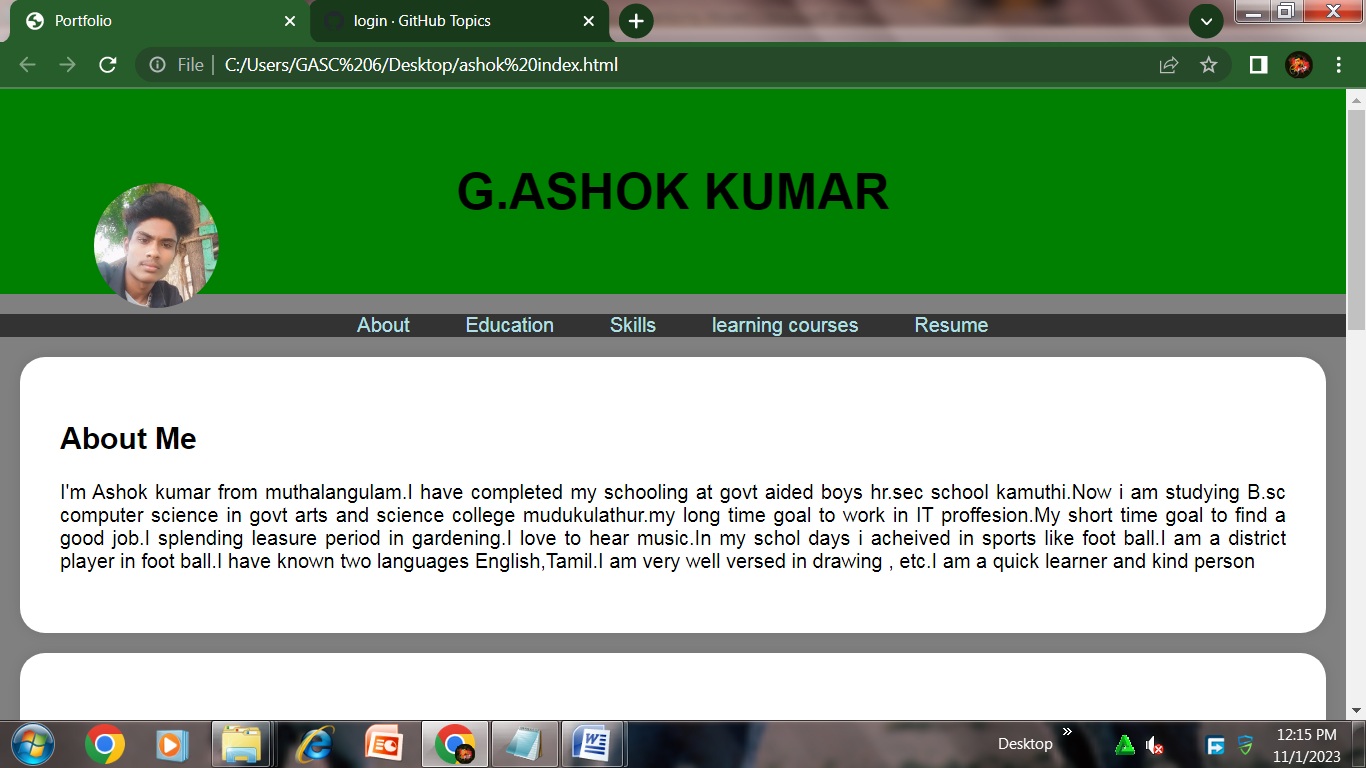 Portfolio
login · GitHub Topics
File
C:/Users/GASC%206/Desktop/ashok%20index.html
G.ASHOK KUMAR
About Education Skills learning courses Resume
About Me
I'm Ashok kumar from muthalangulam.I have completed my schooling at govt aided boys hr.sec school kamuthi.Now i am studying B.sc
computer science in govt arts and science college mudukulathur.my long time goal to work in IT proffesion.My short time goal to find a
good job.I splending leasure period in gardening.I love to hear music.In my schol days i acheived in sports like foot ball.I am a district
player in foot ball.I have known two languages English,Tamil.I am very well versed in drawing , etc.I am a quick learner and kind person
Desktop
12:15 PM
11/1/2023